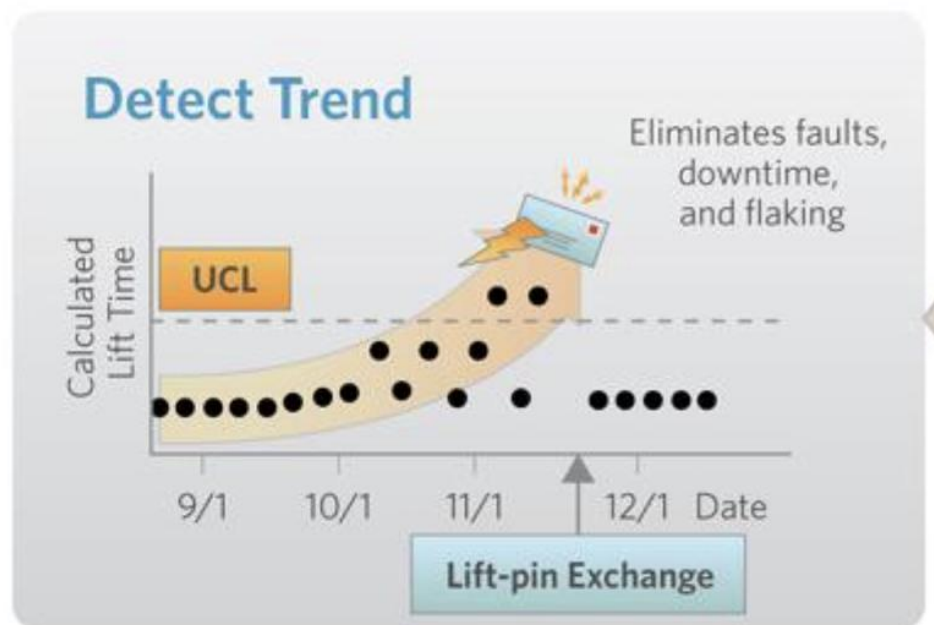 Detect Trend
Eliminates faults,
downtime,
and flaking
Calculated
Lift Time
UCL
9/1
10/1
11/1
12/1
Date
Lift-pin Exchange